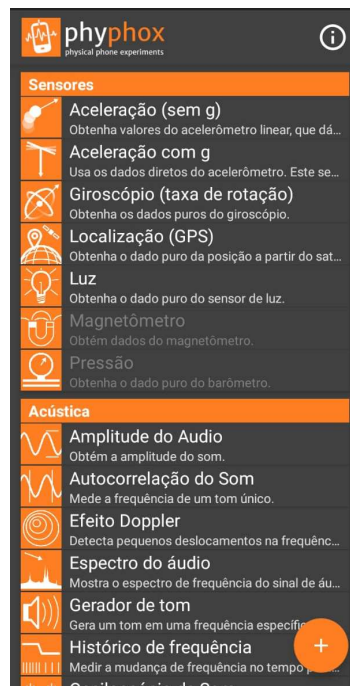 phyphox
physical phone experiments
Sensores
Aceleração (sem g)
Obtenha valores do acelerômetro linear, que dá...
Aceleração com g
Usa os dados diretos do acelerômetro. Este se...
Giroscópio (taxa de rotação)
Obtenha os dados puros do giroscópio.
Localização (GPS)
Obtenha o dado puro da posição a partir do sat...
Luz
Obtenha o dado puro do sensor de luz.
Magnetômetro
Obtém dados do magnetômetro.
Pressão
Obtenha o dado puro do barômetro.
Acústica
Amplitude do Audio
Obtém a amplitude do som.
Autocorrelação do Som
Mede a frequência de um tom único.
Efeito Doppler
Detecta pequenos deslocamentos na frequênc...
Espectro do áudio
Mostra o espectro de frequência do sinal de áu...
Gerador de tom
Gera um tom em uma frequência
Histórico de frequência
Medir a mudança de frequência no tempo